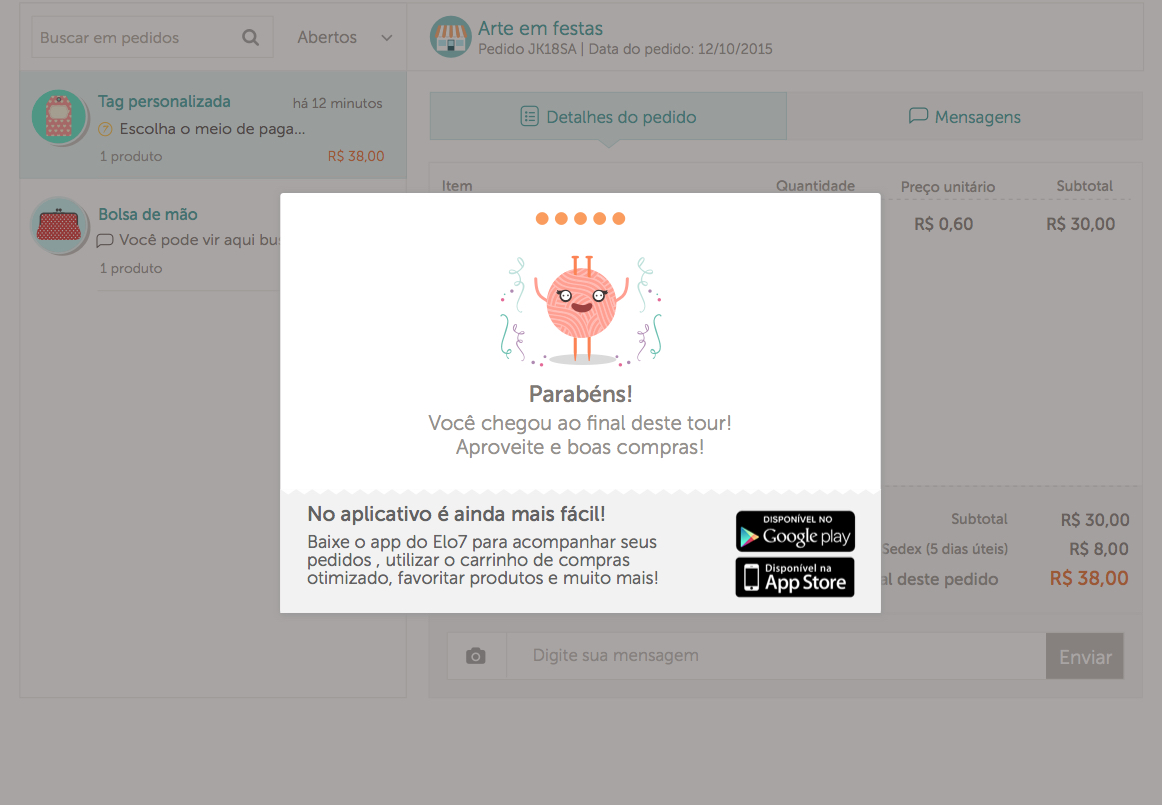 Buscar em pedidos
Abertos
Tag personalizada
há 12 minutos
? Escolha o meio de paga...
1 produto
R$ 38,00
Bolsa de mão
Você pode vir aqui bus
1 produto
Arte em festas
Pedido JK18SA | Data do pedido: 12/10/2015
Detalhes do pedido
Mensagens
Item
Quantidade
Preço unitário
Subtotal
R$ 0,60
R$ 30,00
Parabéns!
Você chegou ao final deste tour!
Aproveite e boas compras!
No aplicativo é ainda mais fácil!
Baixe o app do Elo7 para acompanhar seus
pedidos , utilizar o carrinho de compras
otimizado, favoritar produtos e muito mais!
DISPONÍVEL NO
Google play
Disponível na
App Store
Subtotal
R$ 30,00
Sedex (5 dias úteis)
R$ 8,00
al deste pedido
R$ 38,00
Digite sua mensagem
Enviar